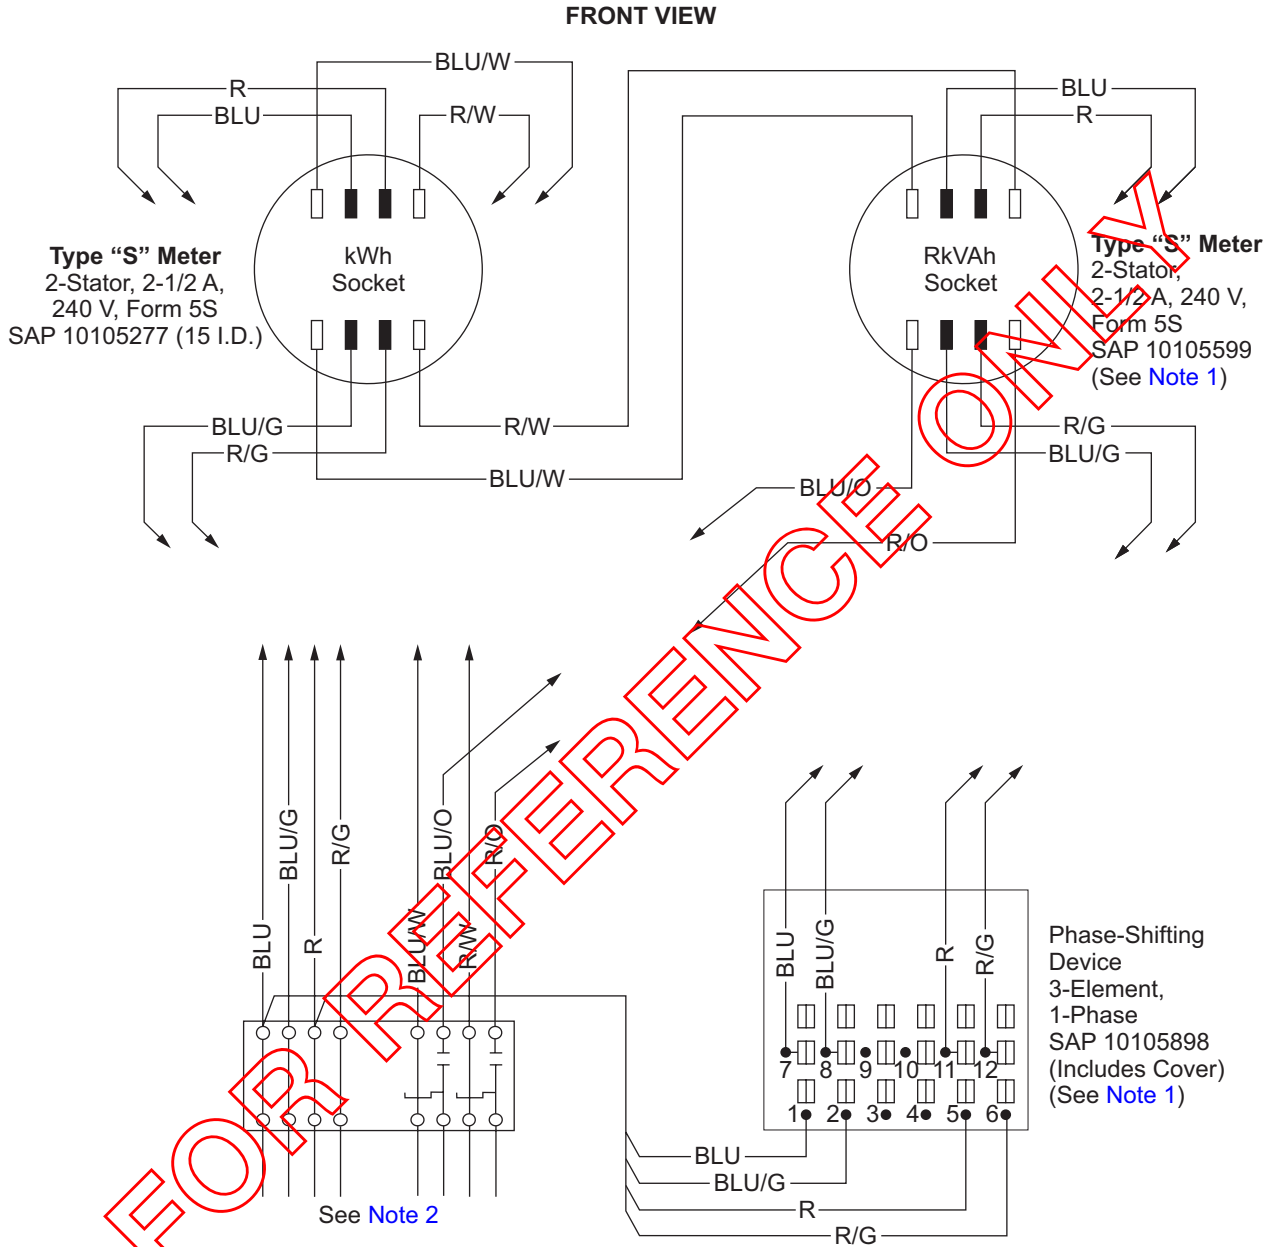 FRONT VIEW
BLU/W
R
BLU
R/W
BLU
R
kWh
Socket
RkVAh
Socket
Type “S” Meter
2-Stator, 2-1/2 A,
240 V, Form 5S
SAP 10105277 (15 I.D.)
Type “S” Meter
2-Stator,
2-1/2 A, 240 V,
Form 5S
SAP 10105599
(See Note 1)
BLU/G
R/G
R/W
BLU/W
R/G
BLU/G
BLU/O
R/O
FOR REFERENCE ONLY
BLU
BLU/G
R
R/G
BLU/W
BLU/O
R/W
R/O
See Note 2
BLU
BLU/G
R
R/G
7 8 9 10 11 12
1 2 3 4 5 6
Phase-Shifting
Device
3-Element,
1-Phase
SAP 10105898
(Includes Cover)
(See Note 1)
BLU
BLU/G
R
R/G